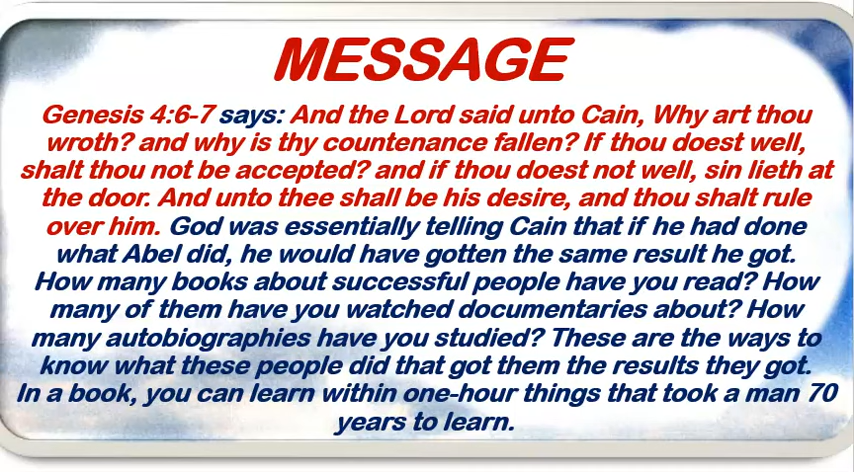 MESSAGE
Genesis 4:6-7 says: And the Lord said unto Cain, Why art thou
wroth? and why is thy countenance fallen? If thou doest well,
shalt thou not be accepted? and if thou doest not well, sin lieth at
the door. And unto thee shall be his desire, and thou shalt rule
over him. God was essentially telling Cain that if he had done
what Abel did, he would have gotten the same result he got.
How many books about successful people have you read? How
many of them have you watched documentaries about? How
many autobiographies have you studied? These are the ways to
know what these people did that got them the results they got.
In a book, you can learn within one-hour things that took a man 70
years to learn.